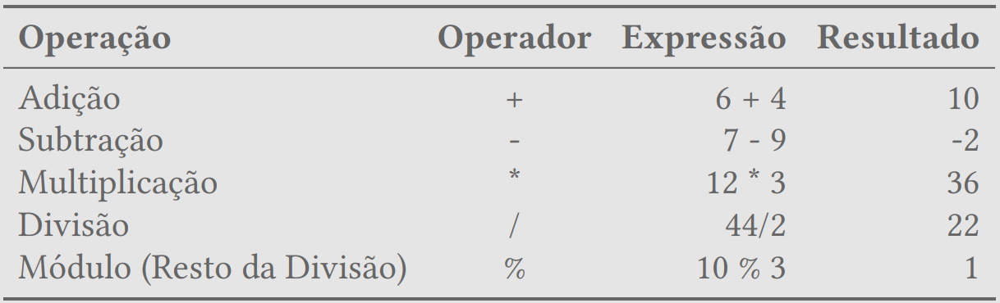 Operação Operador Expressão Resultado
Adição + 6 + 4 10
Subtração - 7 - 9 -2
Multiplicação * 12 * 3 36
Divisão / 44/2 22
Módulo (Resto da Divisão) % 10 % 3 1